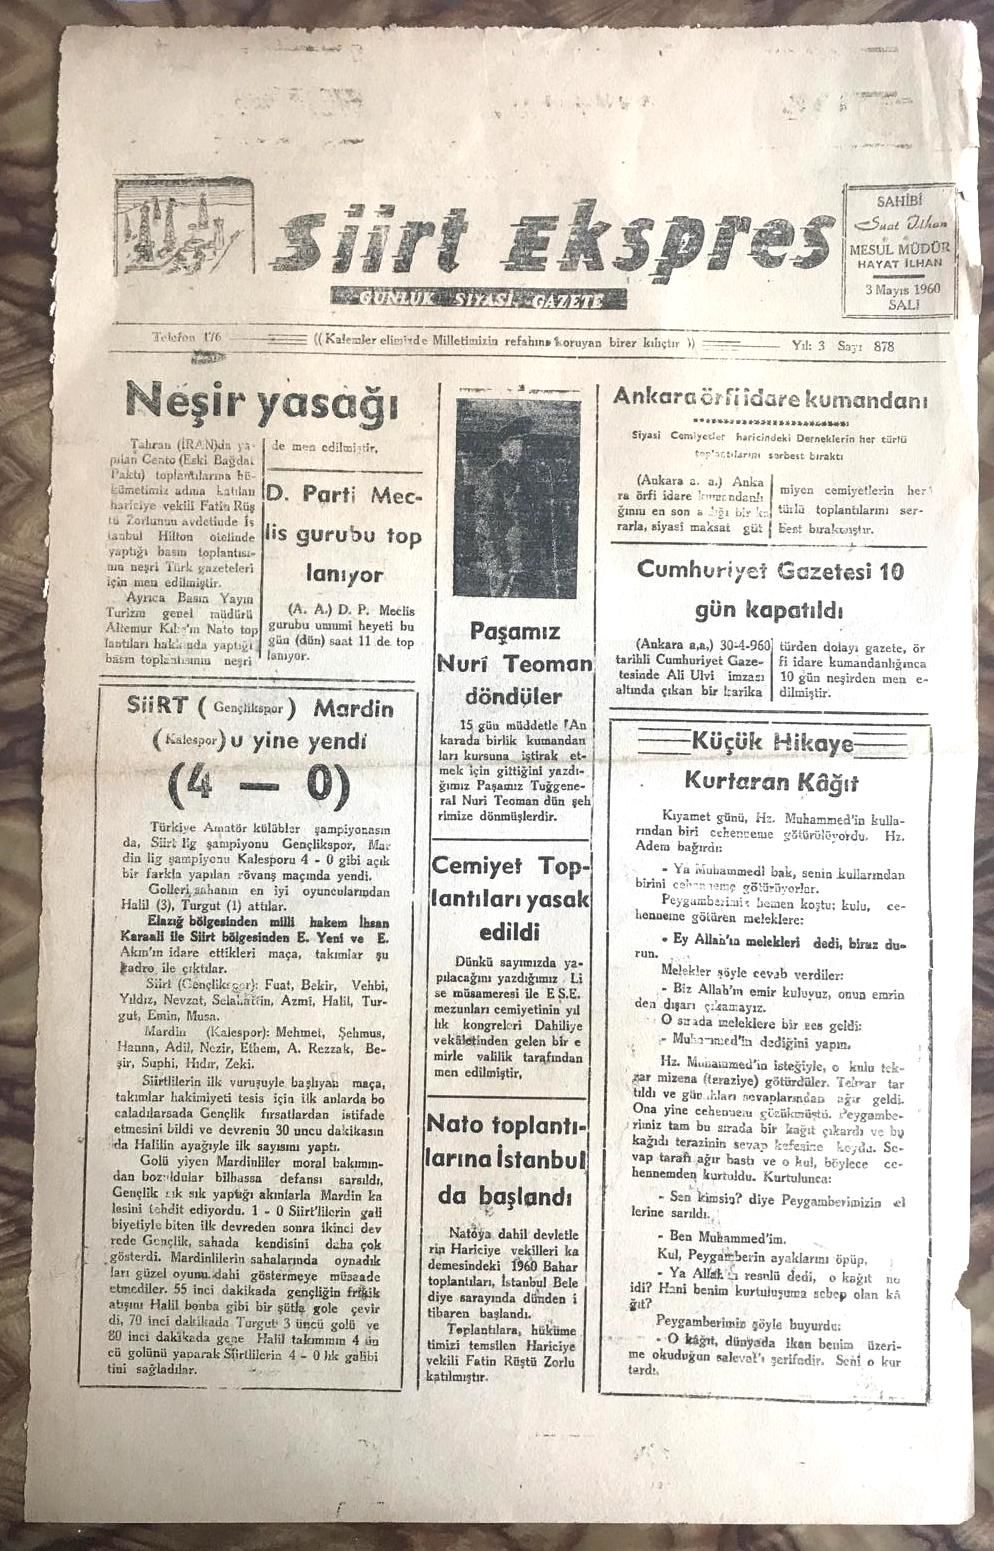 Siirt Ekspres
GÜNLÜK SİYASİ GAZETE
SAHİBİ
Suat İlhan
MESUL MÜDÜR
HAYAT İLHAN
3 Mayıs 1960
SALI
Telefon 176
((Kalemler elimizde Milletimizin refahını koruyan birer kılıçtır))
Yıl: 3 Sayı 878
Neşir yasağı
Tahran (İRAN)da ya-
pılan Cento (Eski Bağdat
Paktı) toplantılarına hü-
kümetimiz adına katılan
hariciye vekili Fatin Rüş
tü Zorlunun avdetinde İs
tanbul Hilton otelinde
yaptığı basın toplantısı-
nın neşri Türk gazeteleri
için men edilmiştir.
Ayrıca Basın Yayın
Turizm genel müdürü
Altemur Kılıç'ın Nato top
lantıları hakkında yaptığı
basın toplantısının neşri
de men edilmiştir,
D. Parti Mec-
lis gurubu top
lanıyor
(A. A.) D. P. Meclis
gurubu umumi heyeti bu
gün (dün) saat 11 de top
lanıyor.
SiiRT ( Gençlikspor ) Mardin
( Kalespor ) u yine yendi
(4 — 0)
Türkiye Amatör külübler şampiyonasın
da, Siirt lig şampiyonu Gençlikspor, Mar
din lig şampiyonu Kalesporu 4 - 0 gibi açık
bir farkla yapılan rövanş maçında yendi.
Golleri sahanın en iyi oyuncularından
Halil (3), Turgut (1) attılar.
Elazığ bölgesinden milli hakem İhsan
Karaali ile Siirt bölgesinden E. Yeni ve E.
Akın'ın idare ettikleri maça, takımlar şu
kadro ile çıktılar.
Siirt (Gençlikspor): Fuat, Bekir, Vehbi,
Yıldız, Nevzat, Selahattin, Azmi, Halil, Tur-
gut, Emin, Musa.
Mardin (Kalespor): Mehmet, Şehmus,
Hanna, Adil, Nezir, Ethem, A. Rezzak, Be-
şir, Suphi, Hıdır, Zeki.
Siirtlilerin ilk vuruşuyle başlıyan maça,
takımlar hakimiyeti tesis için ilk anlarda bo
caladılarsada Gençlik fırsatlardan istifade
etmesini bildi ve devrenin 30 uncu dakikasın
da Halilin ayağıyle ilk sayısını yaptı.
Golü yiyen Mardinliler moral bakımın-
dan bozuldular bilhassa defansı sarsıldı,
Gençlik sık sık yaptığı akınlarla Mardin ka
lesini tehdit ediyordu. 1 - 0 Siirt'lilerin gali
biyetiyle biten ilk devreden sonra ikinci dev
rede Gençlik, sahada kendisini daha çok
gösterdi. Mardinlilerin sahalarında oynadık
ları güzel oyunu dahi göstermeye müsaade
etmediler. 55 inci dakikada gençliğin frikik
atışını Halil bonba gibi bir şütle gole çevir
di, 70 inci dakikada Turgut 3 üncü golü ve
80 inci dakikada gene Halil takımının 4 ün
cü golünü yaparak Siirtlilerin 4 - 0 lık galibi
tini sağladılar.
Paşamız
Nuri Teoman
döndüler
15 gün müddetle An
karada birlik kumandan
ları kursuna iştirak et-
mek için gittiğini yazdı-
ğımız Paşamız Tuğgene-
ral Nuri Teoman dün şeh
rimize dönmüşlerdir.
Cemiyet Top-
lantıları yasak
edildi
Dünkü sayımızda ya-
pılacağını yazdığımız Li
se müsameresi ile E.S.E.
mezunları cemiyetinin yıl
lık kongreleri Dahiliye
vekâletinden gelen bir e
mirle valilik tarafından
men edilmiştir,
Nato toplantı-
larına İstanbul
da başlandı
Natoya dahil devletle
rin Hariciye vekilleri ka
demesindeki 1960 Bahar
toplantıları, İstanbul Bele
diye sarayında dünden i
tibaren başlandı.
Toplantılara, hüküme
timizi temsilen Hariciye
vekili Fatin Rüştü Zorlu
katılmıştır.
Ankara örfi idare kumandanı
Siyasi Cemiyetler haricindeki Derneklerin her türlü
toplantılarını serbest bıraktı
(Ankara a. a.) Anka
ra örfi idare kumandanlı
ğının en son aldığı bir ka
rarla, siyasi maksat güt
miyen cemiyetlerin her
türlü toplantılarını ser-
best bırakmıştır.
Cumhuriyet Gazetesi 10
gün kapatıldı
(Ankara a,a,) 30-4-960
tarihli Cumhuriyet Gaze-
tesinde Ali Ulvi imzası
altında çıkan bir karika
türden dolayı gazete, ör
fi idare kumandanlığınca
10 gün neşirden men e-
dilmiştir.
Küçük Hikaye
Kurtaran Kâğıt
Kıyamet günü, Hz. Muhammed'in kulla-
rından biri cehenneme götürülüyordu. Hz.
Adem bağırdı:
- Ya Muhammed! bak, senin kullarından
birini cehenneme götürüyorlar.
Peygamberimiz hemen koştu; kulu, ce-
henneme götüren meleklere:
- Ey Allah'ın melekleri dedi, biraz du-
run.
Melekler şöyle cevab verdiler:
- Biz Allah'ın emir kuluyuz, onun emrin
den dışarı çıkamayız.
O sırada meleklere bir ses geldi:
- Muhammed'in dediğini yapın.
Hz. Muhammed'in isteğiyle, o kulu tek-
rar mizena (teraziye) götürdüler. Tekrar tar
tıldı ve günahları sevaplarından ağır geldi.
Ona yine cehennem gözükmüştü. Peygambe-
rimiz tam bu sırada bir kağıt çıkardı ve bu
kağıdı terazinin sevap kefesine koydu. Se-
vap tarafı ağır bastı ve o kul, böylece ce-
hennemden kurtuldu. Kurtulunca:
- Sen kimsin? diye Peygamberimizin el
lerine sarıldı.
- Ben Muhammed'im.
Kul, Peygamberin ayaklarını öpüp,
- Ya Allah'ın resulü dedi, o kağıt ne
idi? Hani benim kurtuluşuma sebep olan kâ
ğıt?
Peygamberimiz şöyle buyurdu:
- O kâğıt, dünyada iken benim üzeri-
me okuduğun salevat'ı şerifedir. Seni o kur
tardı.